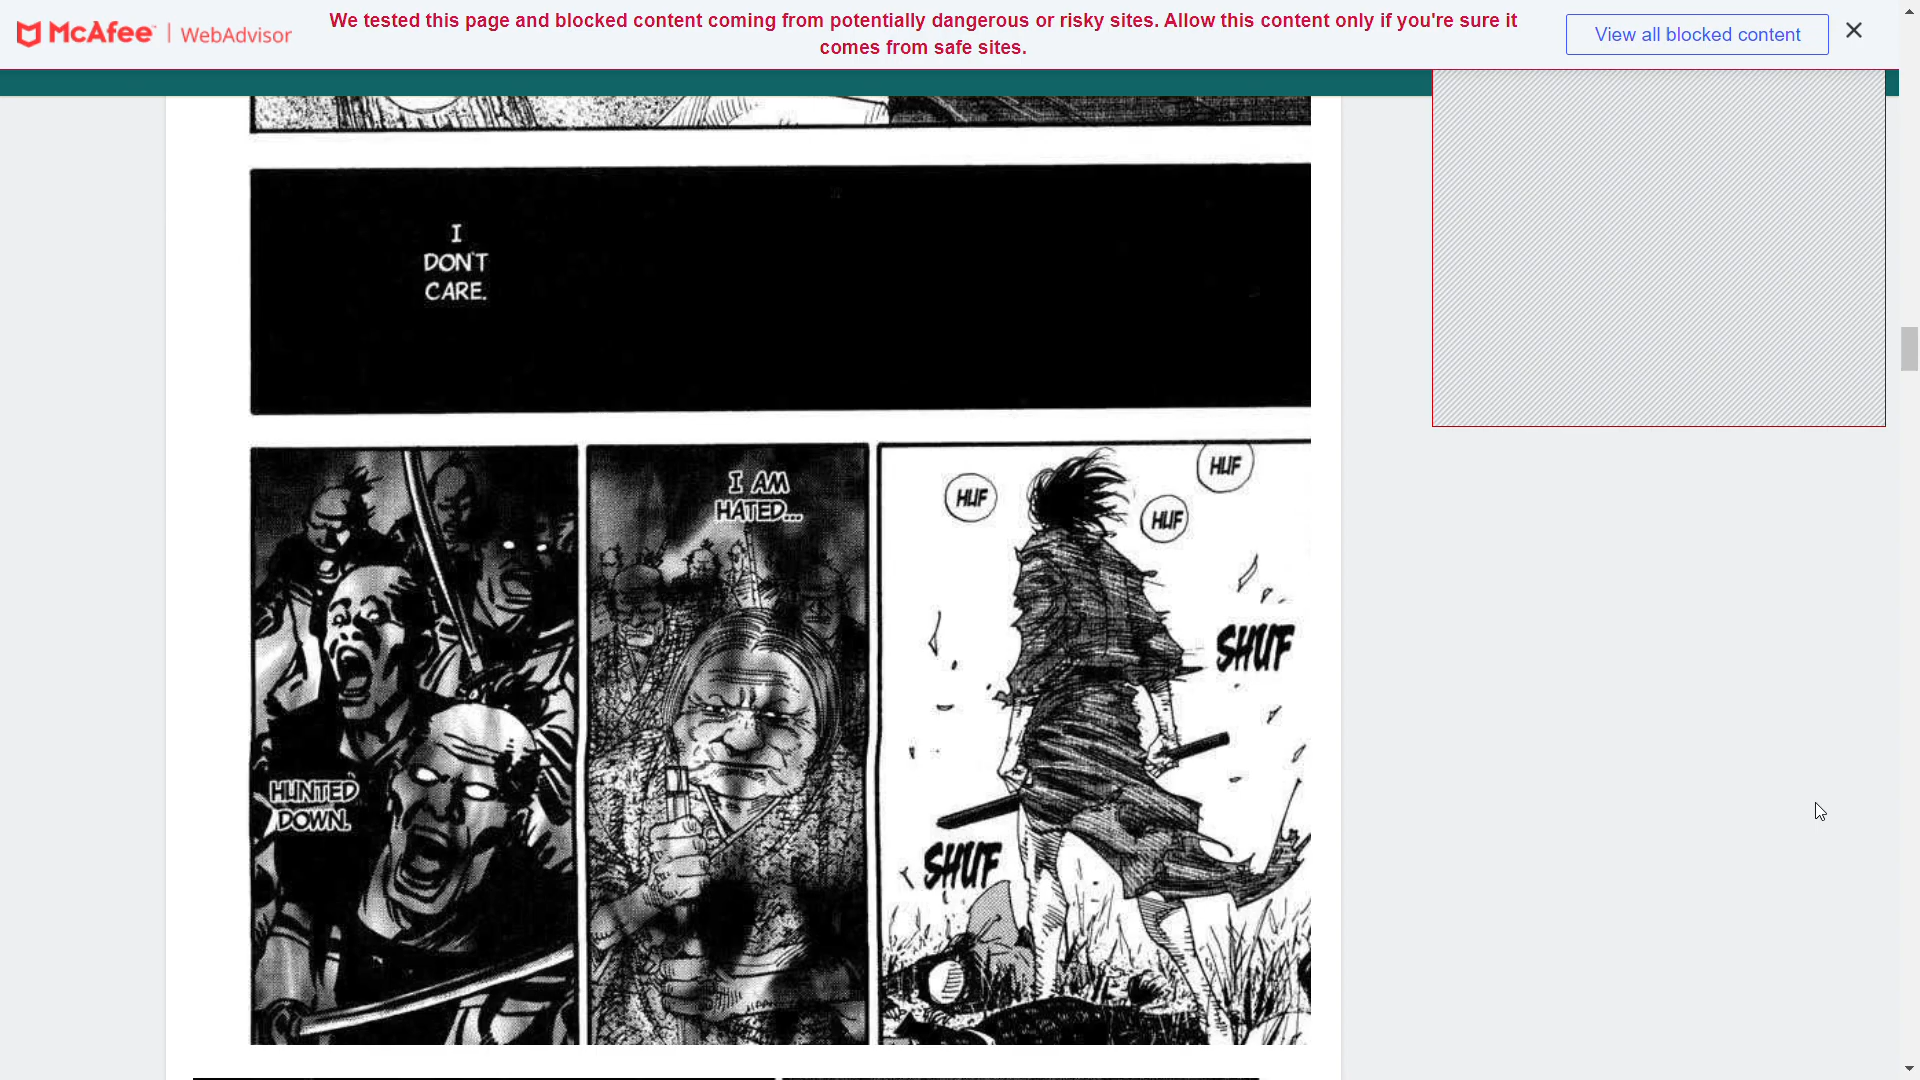 McAfee | WebAdvisor
We tested this page and blocked content coming from potentially dangerous or risky sites. Allow this content only if you're sure it
comes from safe sites.
View all blocked content
I
DON'T
CARE.
HUF
HUF
HUF
SHUF
SHUF
I AM
HATED...
HUNTED
DOWN.